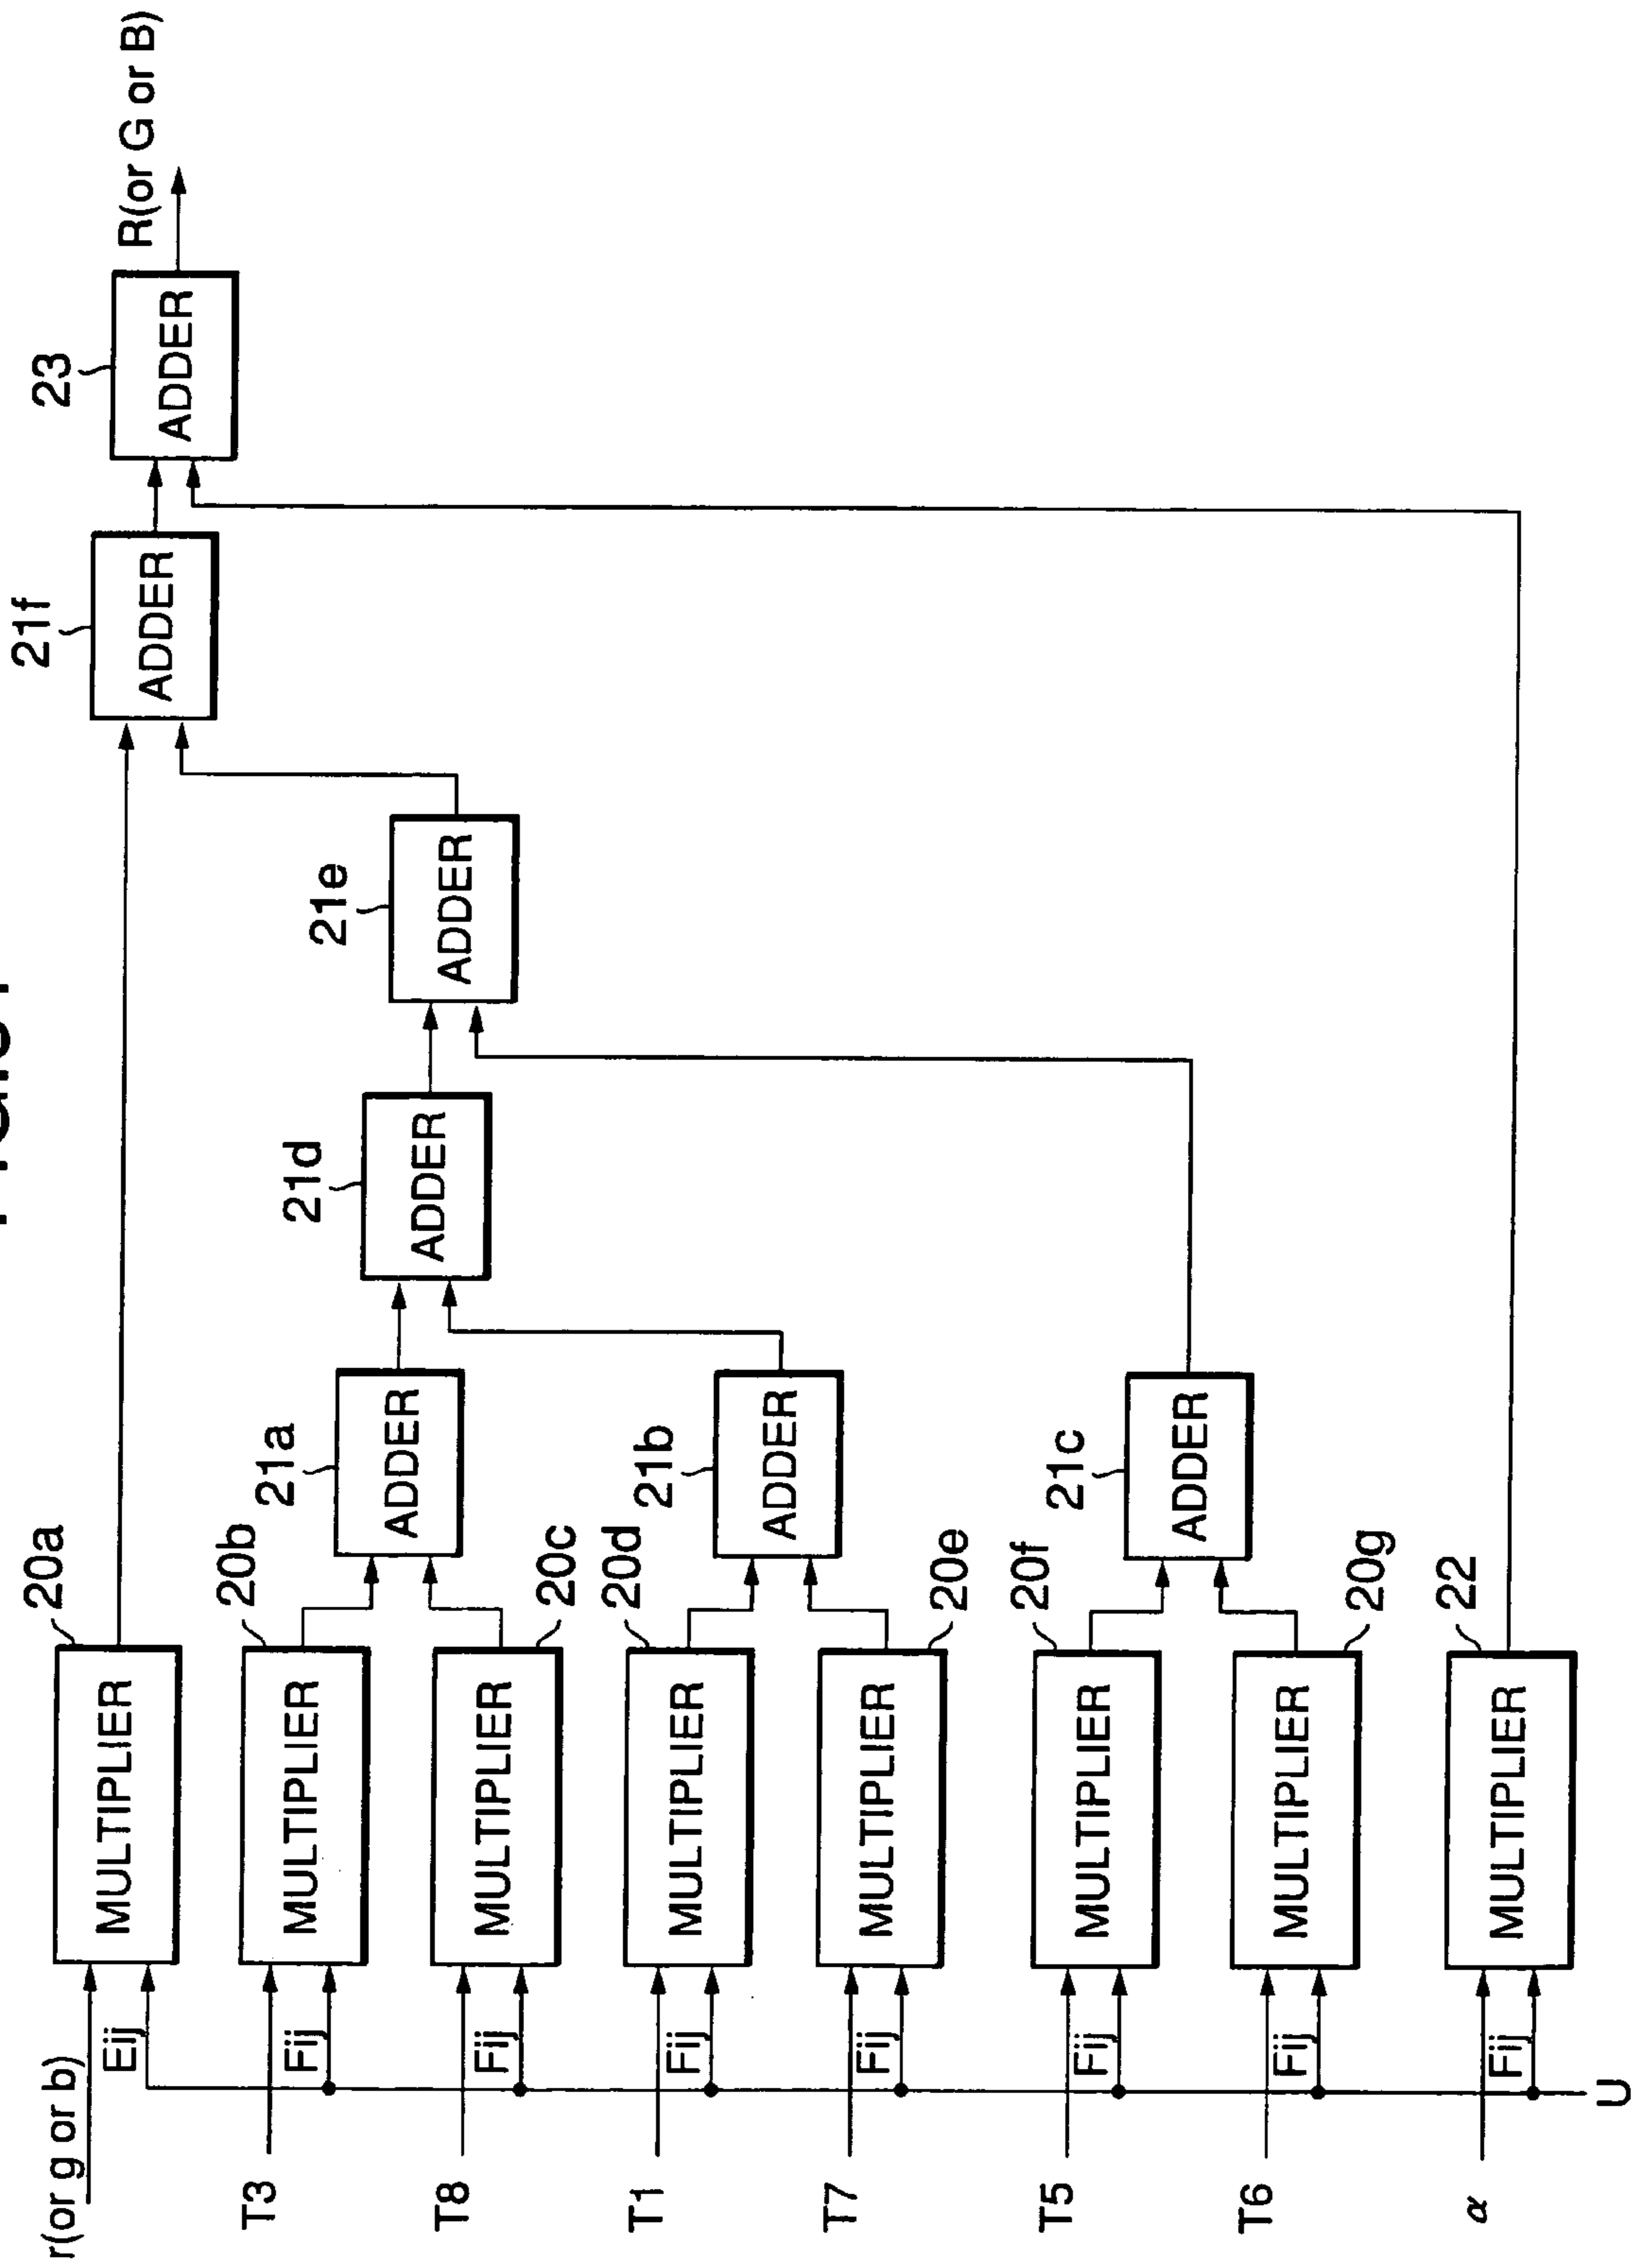 r(or g or b)
Eij
MULTIPLIER
20a
T3
Fij
MULTIPLIER
20b
T8
Fij
MULTIPLIER
20c
21a
ADDER
T1
Fij
MULTIPLIER
20d
T7
Fij
MULTIPLIER
20e
21b
ADDER
21d
ADDER
T5
Fij
MULTIPLIER
20f
T6
Fij
MULTIPLIER
20g
21c
ADDER
21e
ADDER
21f
ADDER
α
Fij
MULTIPLIER
22
23
ADDER
R(or G or B)
U